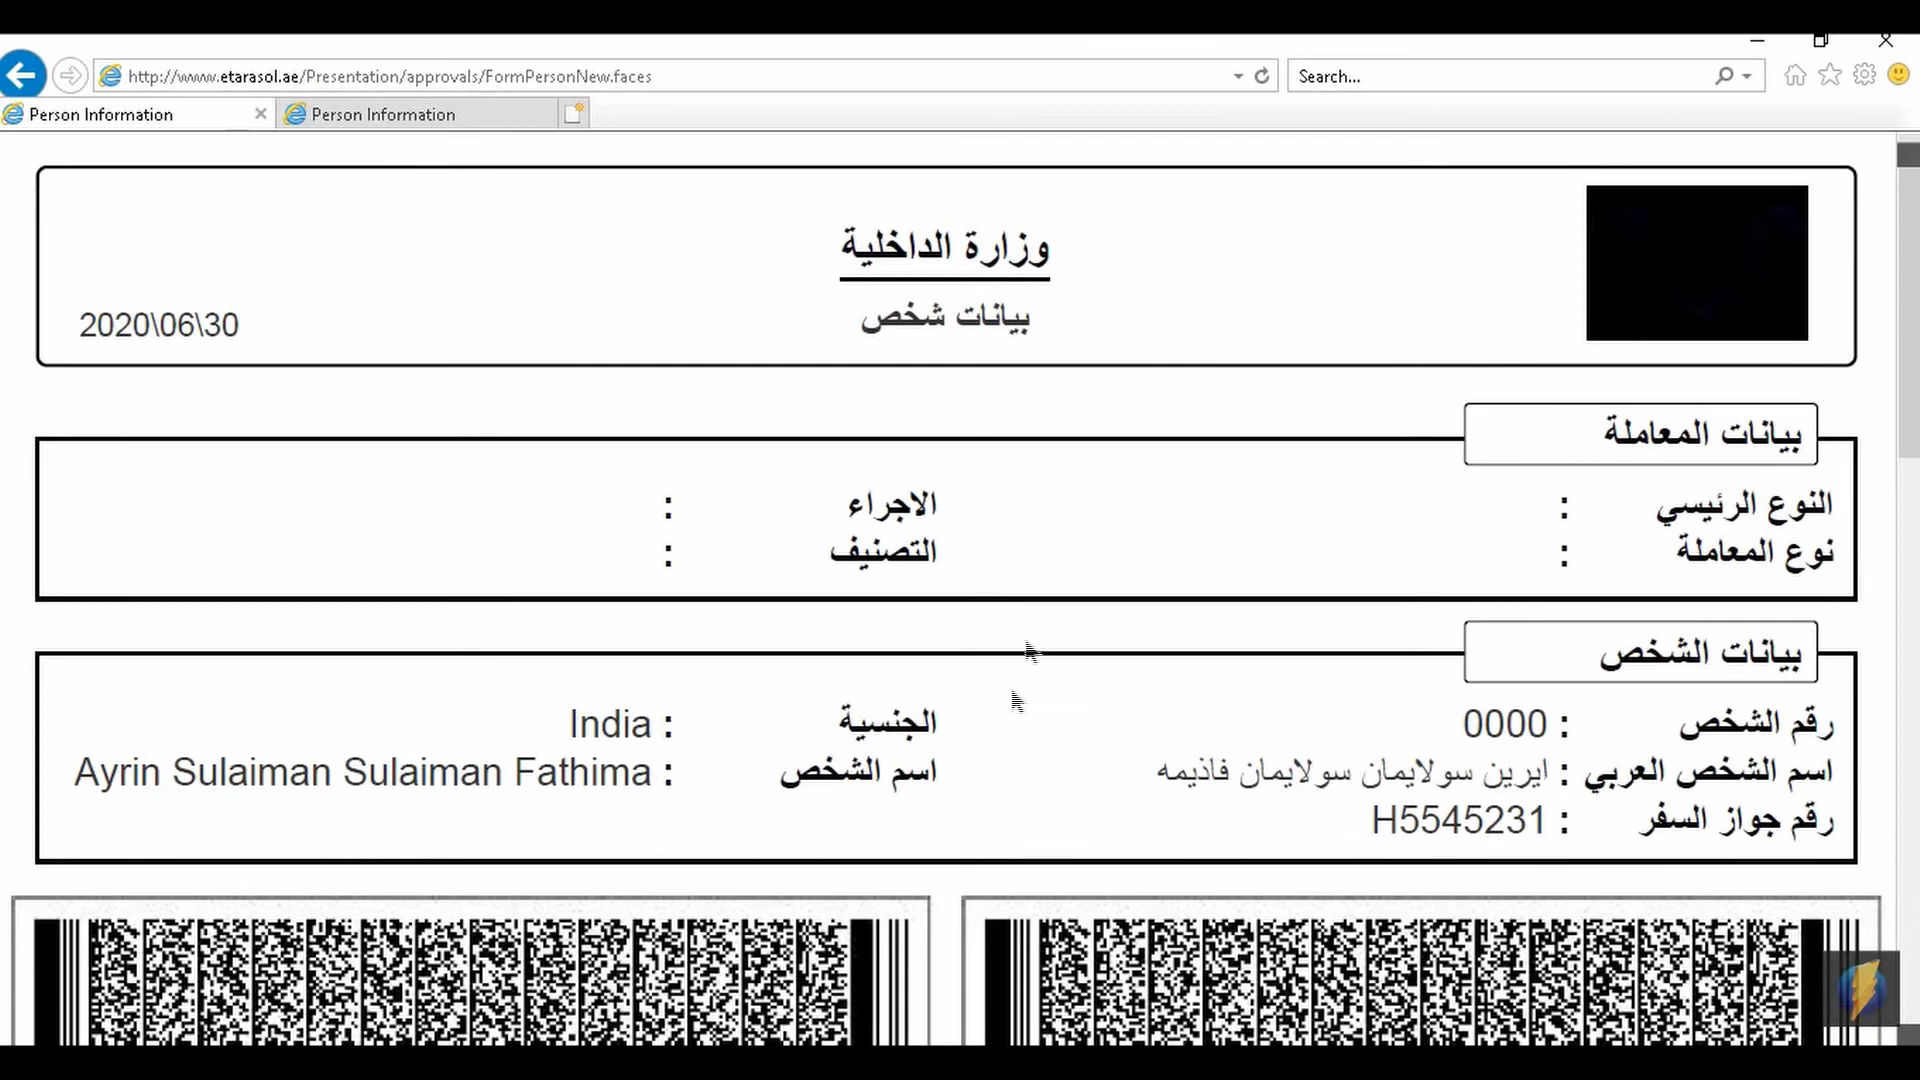 http://www.etarasol.ae/Presentation/approvals/FormPersonNew.faces
Search...
Person Information
Person Information
وزارة الداخلية
بيانات شخص
2020\06\30
بيانات المعاملة
النوع الرئيسي :
الاجراء :
نوع المعاملة :
التصنيف :
بيانات الشخص
رقم الشخص : 0000
الجنسية : India
اسم الشخص العربي : ايرين سولايمان سولايمان فاذيمه
اسم الشخص : Ayrin Sulaiman Sulaiman Fathima
رقم جواز السفر : H5545231